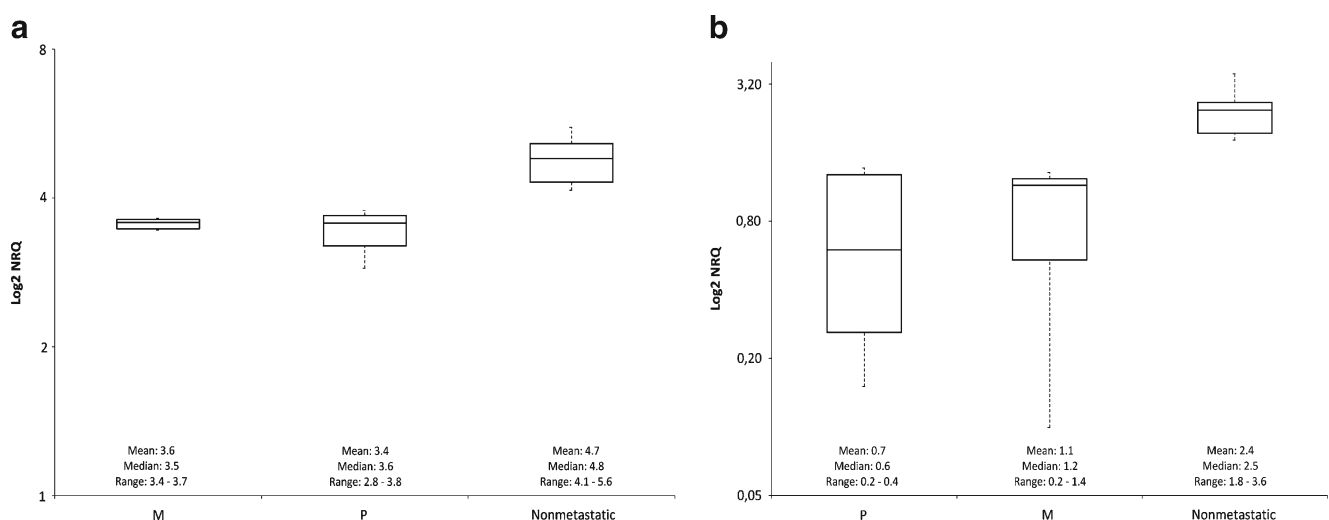 a
8
4
2
1
Log2 NRQ
Mean: 3.6
Median: 3.5
Range: 3.4 - 3.7
Mean: 3.4
Median: 3.6
Range: 2.8 - 3.8
Mean: 4.7
Median: 4.8
Range: 4.1 - 5.6
M
P
Nonmetastatic
b
3,20
0,80
0,20
0,05
Log2 NRQ
Mean: 0.7
Median: 0.6
Range: 0.2 - 0.4
Mean: 1.1
Median: 1.2
Range: 0.2 - 1.4
Mean: 2.4
Median: 2.5
Range: 1.8 - 3.6
P
M
Nonmetastatic